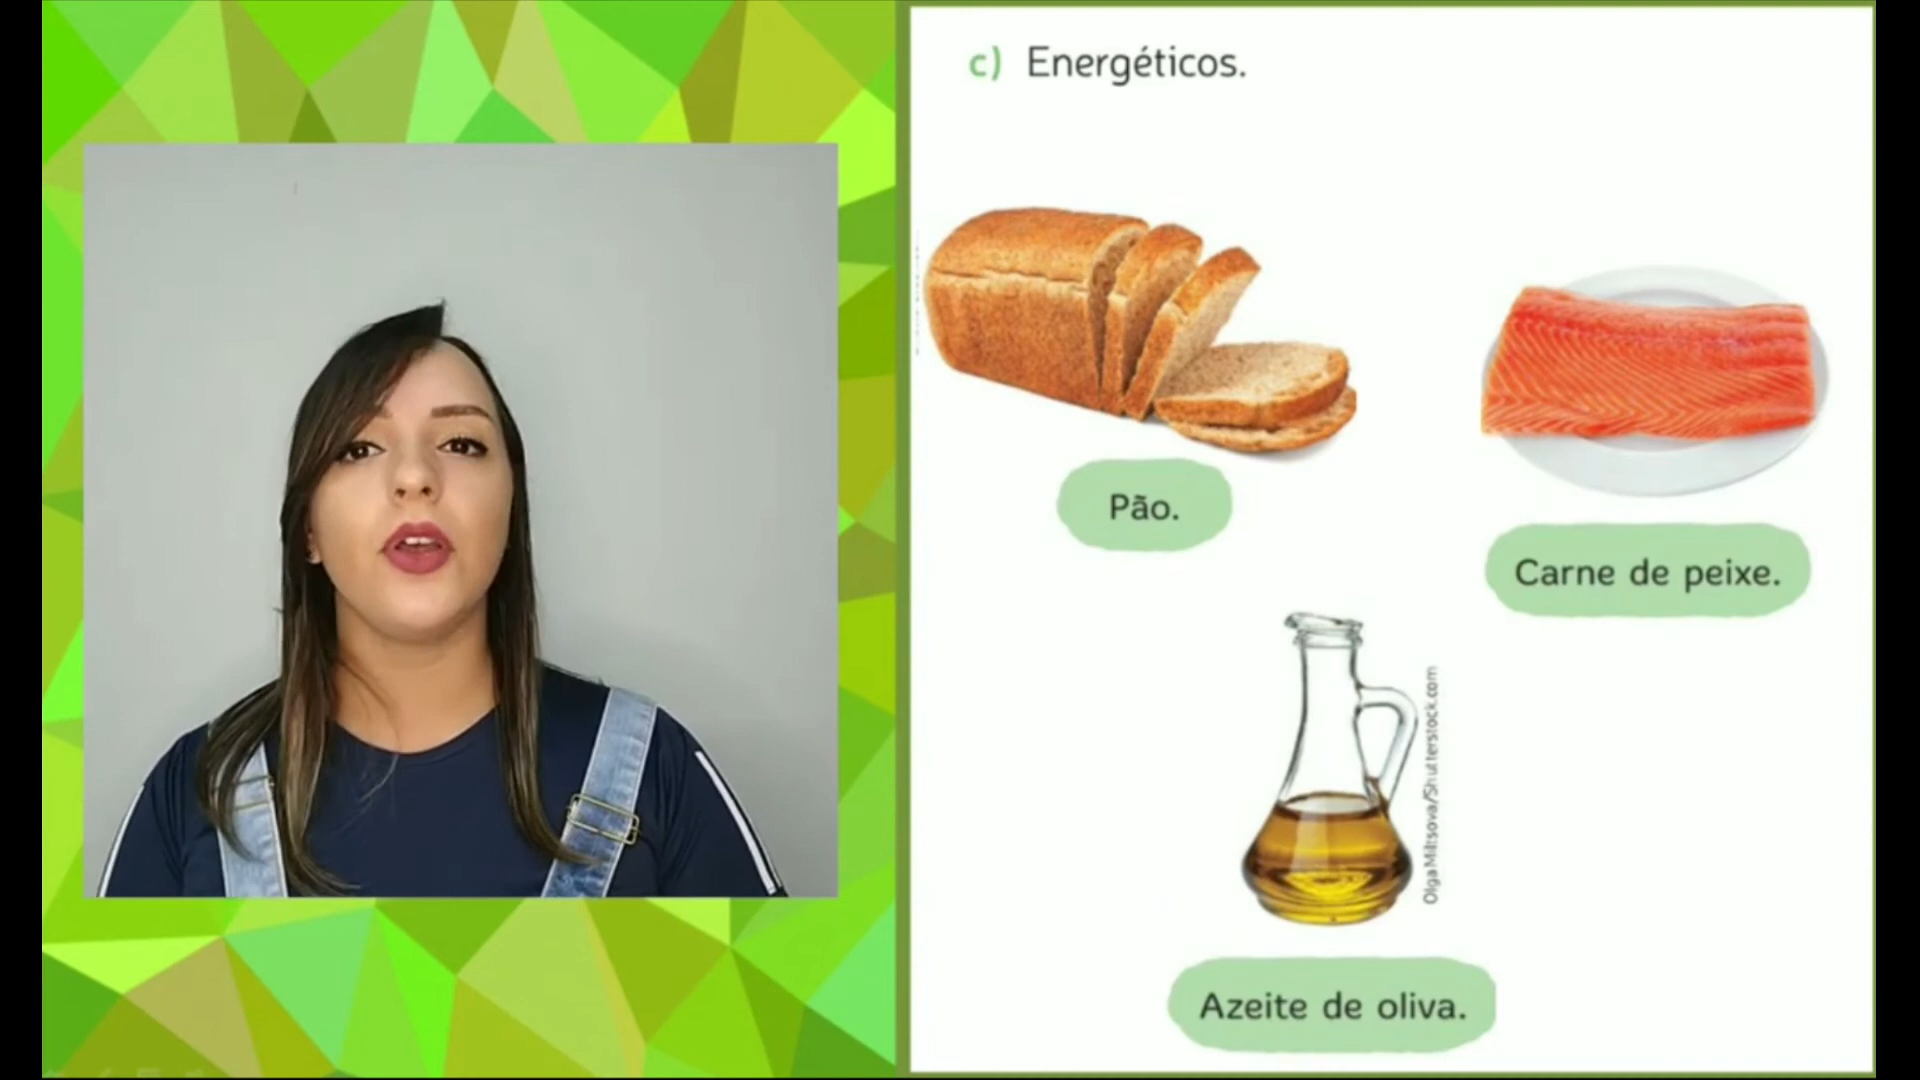 c) Energéticos.
Pão.
Carne de peixe.
Olga Miltsova/Shutterstock.com
Azeite de oliva.